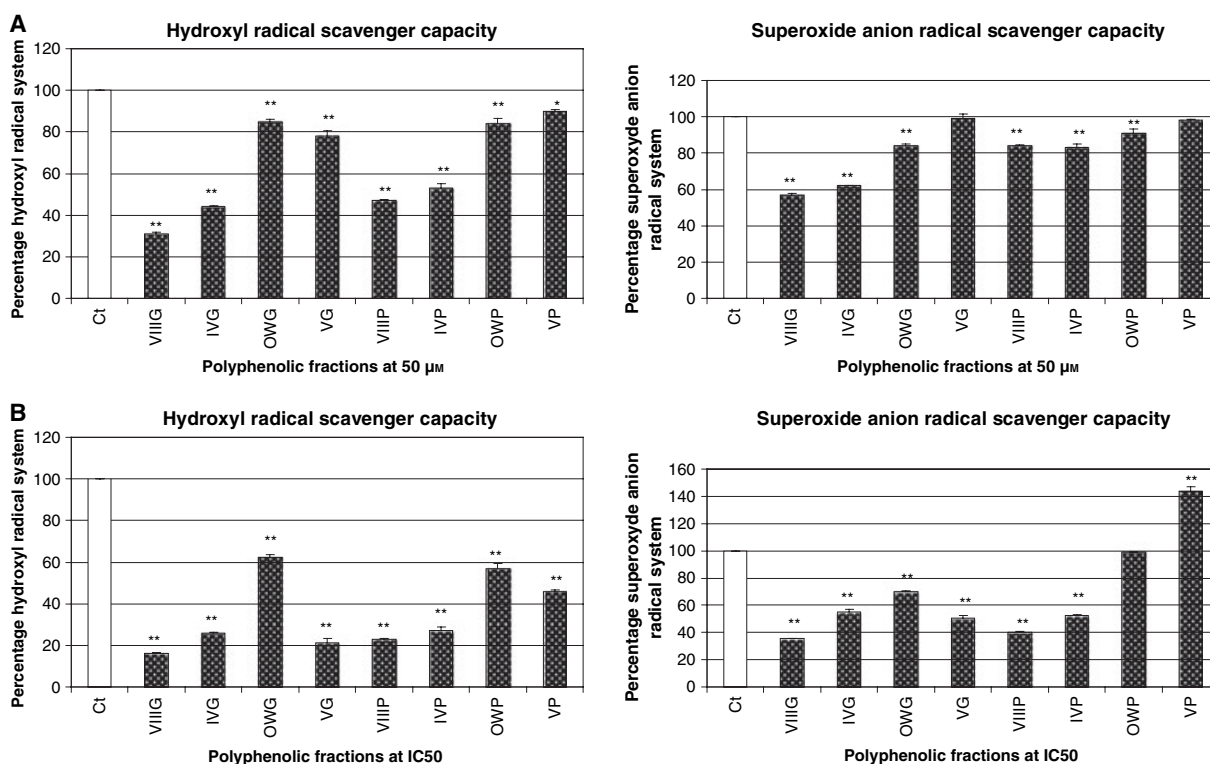 A
Hydroxyl radical scavenger capacity
Percentage hydroxyl radical system
120
100
80
60
40
20
0
**
**
**
**
**
**
**
*
Ct
VIIIG
IVG
OWG
VG
VIIIP
IVP
OWP
VP
Polyphenolic fractions at 50 μM
Superoxide anion radical scavenger capacity
Percentage superoxyde anion
radical system
120
100
80
60
40
20
0
**
**
**
**
**
**
Ct
VIIIG
IVG
OWG
VG
VIIIP
IVP
OWP
VP
Polyphenolic fractions at 50 μM
B
Hydroxyl radical scavenger capacity
Percentage hydroxyl radical system
120
100
80
60
40
20
0
**
**
**
**
**
**
**
**
Ct
VIIIG
IVG
OWG
VG
VIIIP
IVP
OWP
VP
Polyphenolic fractions at IC50
Superoxide anion radical scavenger capacity
Percentage superoxyde anion
radical system
160
140
120
100
80
60
40
20
0
**
**
**
**
**
**
**
Ct
VIIIG
IVG
OWG
VG
VIIIP
IVP
OWP
VP
Polyphenolic fractions at IC50